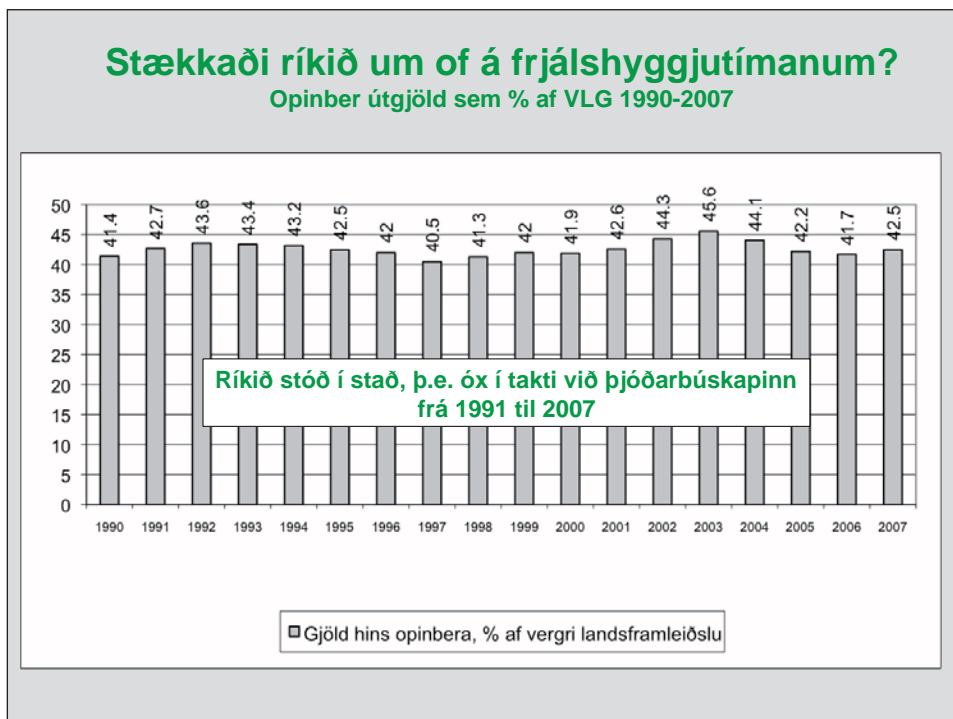 Stækkaði ríkið um of á frjálshyggjutímanum?
Opinber útgjöld sem % af VLG 1990-2007
41.4 42.7 43.6 43.4 43.2 42.5 42 40.5 41.3 42 41.9 42.6 44.3 45.6 44.1 42.2 41.7 42.5
50
45
40
35
30
25
20
15
10
5
0
Ríkið stóð í stað, þ.e. óx í takti við þjóðarbúskapinn
frá 1991 til 2007
1990 1991 1992 1993 1994 1995 1996 1997 1998 1999 2000 2001 2002 2003 2004 2005 2006 2007
Gjöld hins opinbera, % af vergri landsframleiðslu